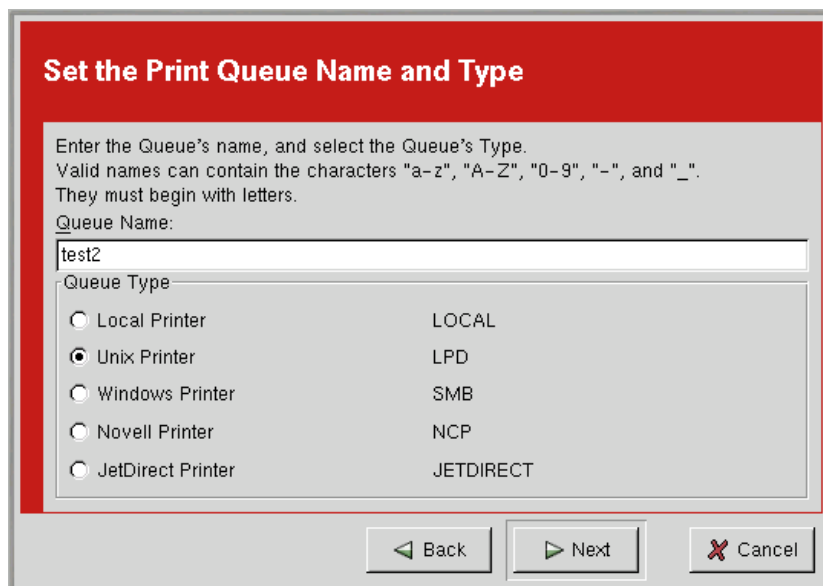 Set the Print Queue Name and Type
Enter the Queue's name, and select the Queue's Type.
Valid names can contain the characters "a-z", "A-Z", "0-9", "-", and "_".
They must begin with letters.
Queue Name:
test2
Queue Type
Local Printer LOCAL
Unix Printer LPD
Windows Printer SMB
Novell Printer NCP
JetDirect Printer JETDIRECT
Back Next Cancel